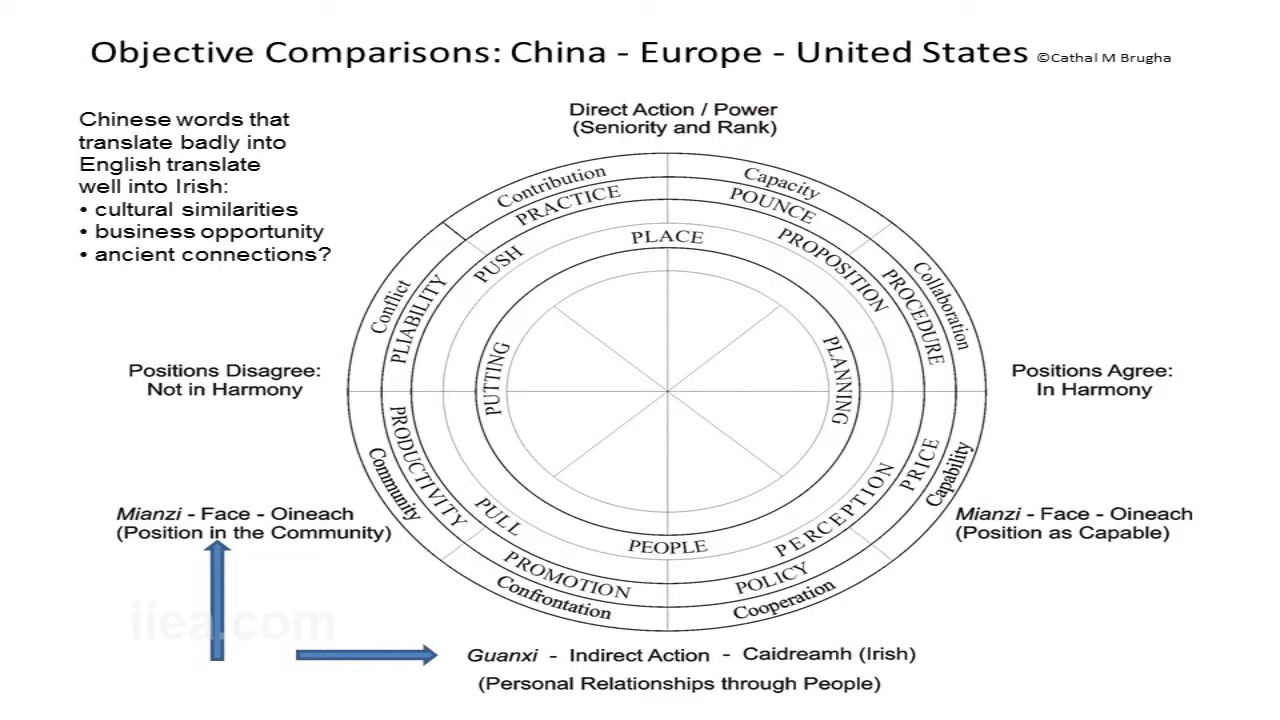 Objective Comparisons: China - Europe - United States ©Cathal M Brugha
Chinese words that
translate badly into
English translate
well into Irish:
• cultural similarities
• business opportunity
• ancient connections?
Direct Action / Power
(Seniority and Rank)
Contribution
Capacity
PRACTICE
POUNCE
PUSH
PLACE
PROPOSITION
Conflict
PLIABILITY
PROCEDURE
Collaboration
Positions Disagree:
Not in Harmony
PUTTING
PLANNING
Positions Agree:
In Harmony
Community
PRODUCTIVITY
PRICE
Capability
PULL
PEOPLE
PERCEPTION
Mianzi - Face - Oineach
(Position in the Community)
Mianzi - Face - Oineach
(Position as Capable)
PROMOTION
POLICY
Confrontation
Cooperation
iiea.com
Guanxi - Indirect Action - Caidreamh (Irish)
(Personal Relationships through People)